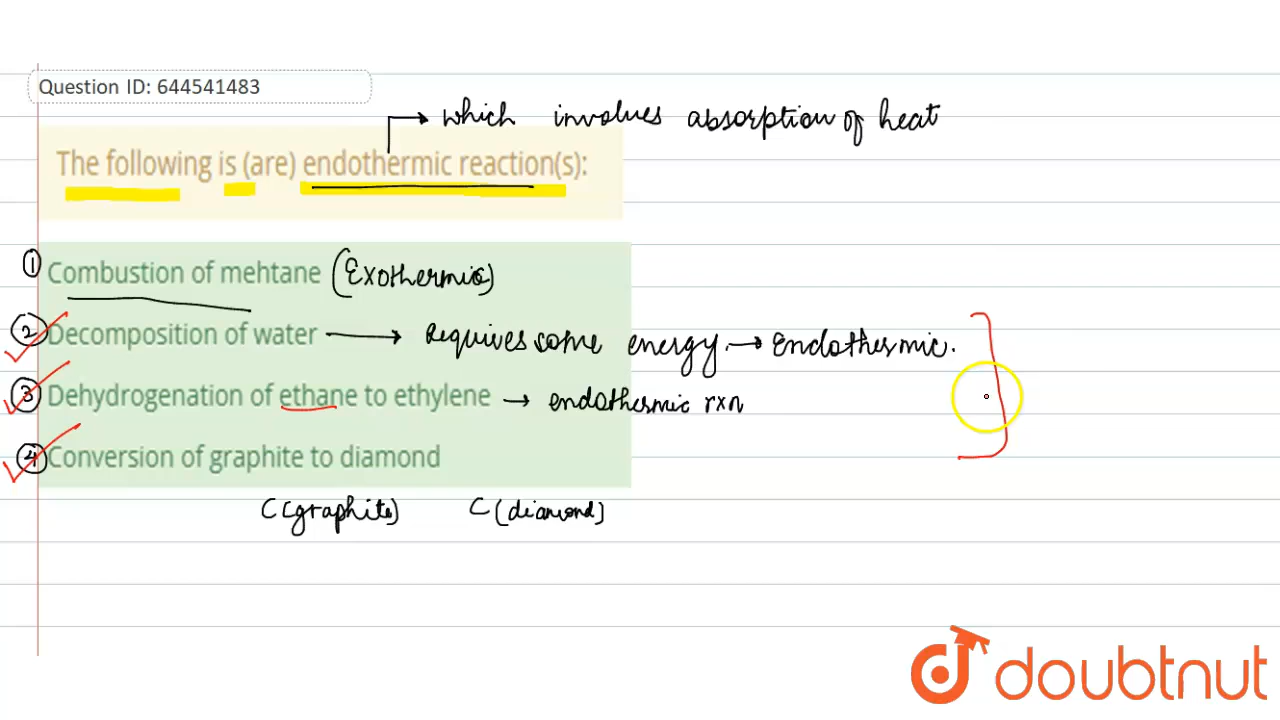 Question ID: 644541483
which involves absorption of heat
The following is (are) endothermic reaction(s):
① Combustion of mehtane (Exothermic)
② Decomposition of water → Requires some energy. → Endothermic.
③ Dehydrogenation of ethane to ethylene → endothermic rxn
④ Conversion of graphite to diamond
C(graphite) C(diamond)
doubtnut